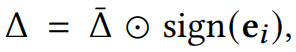 Δ = Δ̄ ⊙ sign(𝐞ᵢ),